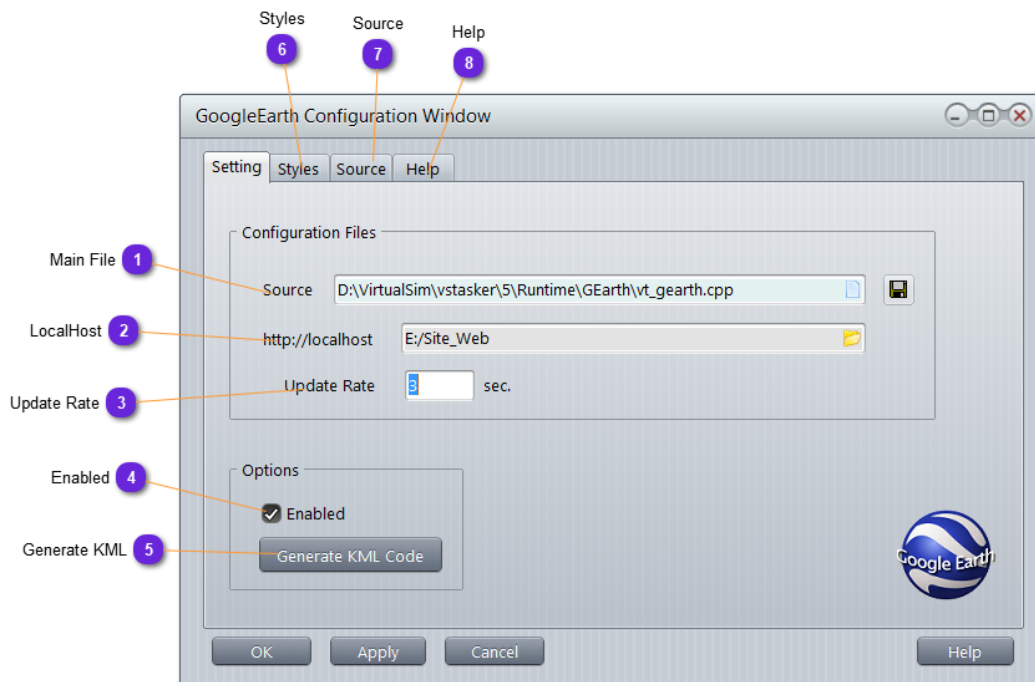 Styles
6
Source
7
Help
8
GoogleEarth Configuration Window
Setting
Styles
Source
Help
Configuration Files
Main File 1
Source D:\VirtualSim\vstasker\5\Runtime\GEarth\vt_gearth.cpp
LocalHost 2
http://localhost E:/Site_Web
Update Rate 3
Update Rate 3 sec.
Options
Enabled 4
Enabled
Generate KML 5
Generate KML Code
Google Earth
OK
Apply
Cancel
Help